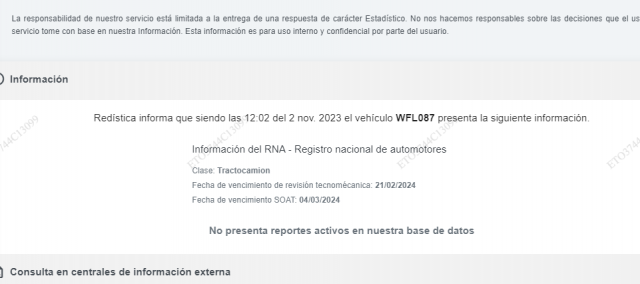 La responsabilidad de nuestro servicio está limitada a la entrega de una respuesta de carácter Estadístico. No nos hacemos responsables sobre las decisiones que el us
servicio tome con base en nuestra Información. Esta información es para uso interno y confidencial por parte del usuario.
Información
Redística informa que siendo las 12:02 del 2 nov. 2023 el vehículo WFL087 presenta la siguiente información.
Información del RNA - Registro nacional de automotores
Clase: Tractocamion
Fecha de vencimiento de revisión tecnomécanica: 21/02/2024
Fecha de vencimiento SOAT: 04/03/2024
No presenta reportes activos en nuestra base de datos
Consulta en centrales de información externa